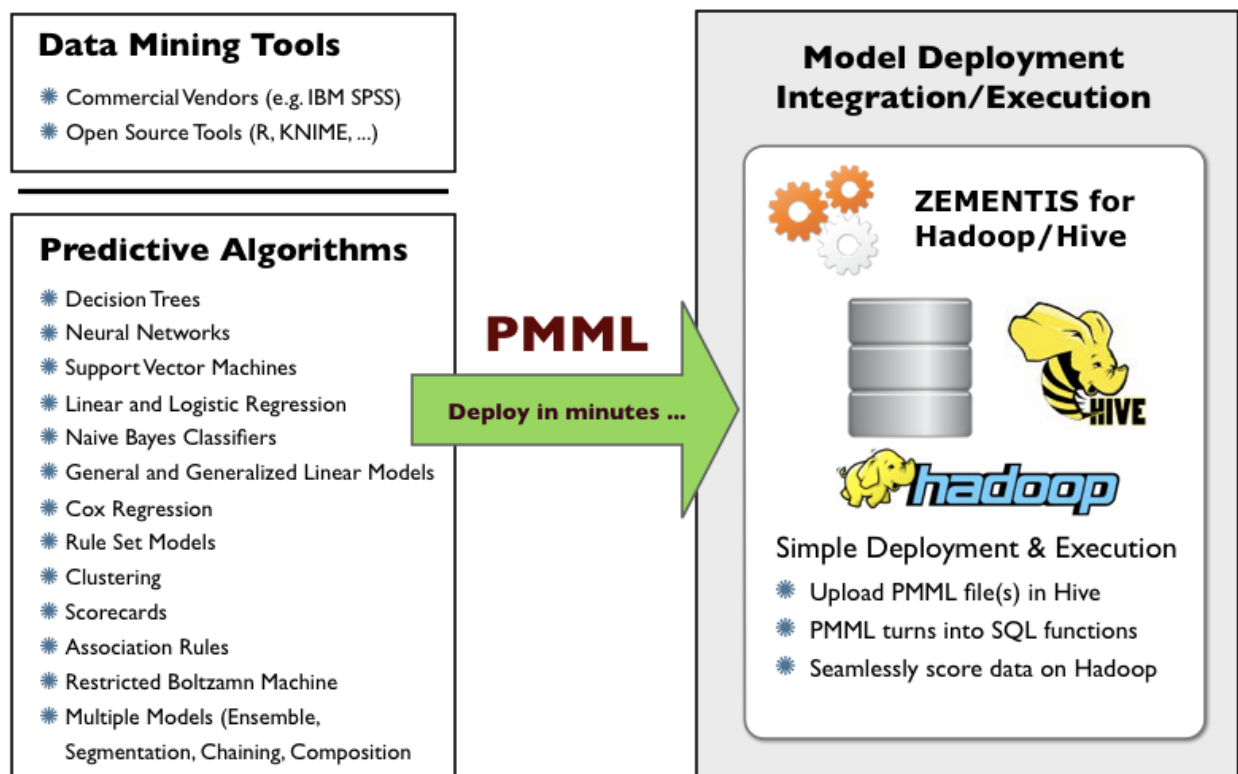 Data Mining Tools
Commercial Vendors (e.g. IBM SPSS)
Open Source Tools (R, KNIME, ...)
Predictive Algorithms
Decision Trees
Neural Networks
Support Vector Machines
Linear and Logistic Regression
Naive Bayes Classifiers
General and Generalized Linear Models
Cox Regression
Rule Set Models
Clustering
Scorecards
Association Rules
Restricted Boltzamn Machine
Multiple Models (Ensemble,
Segmentation, Chaining, Composition
PMML
Deploy in minutes ...
Model Deployment
Integration/Execution
ZEMENTIS for
Hadoop/Hive
HIVE
hadoop
Simple Deployment & Execution
Upload PMML file(s) in Hive
PMML turns into SQL functions
Seamlessly score data on Hadoop